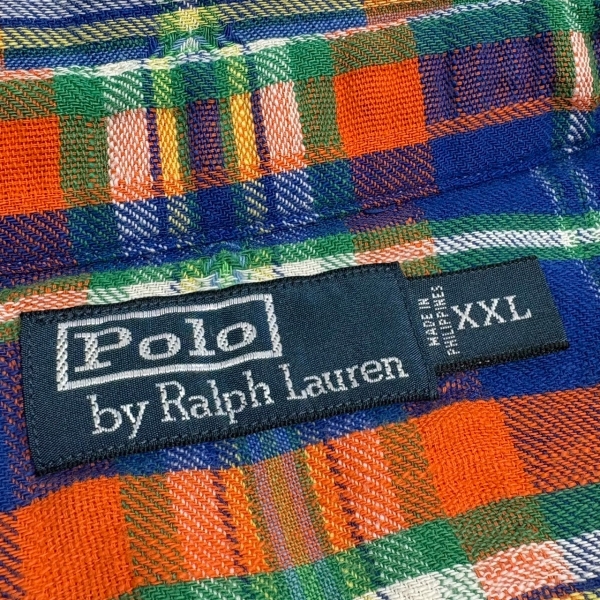 Polo
by Ralph Lauren
MADE IN
PHILIPPINES
XXL